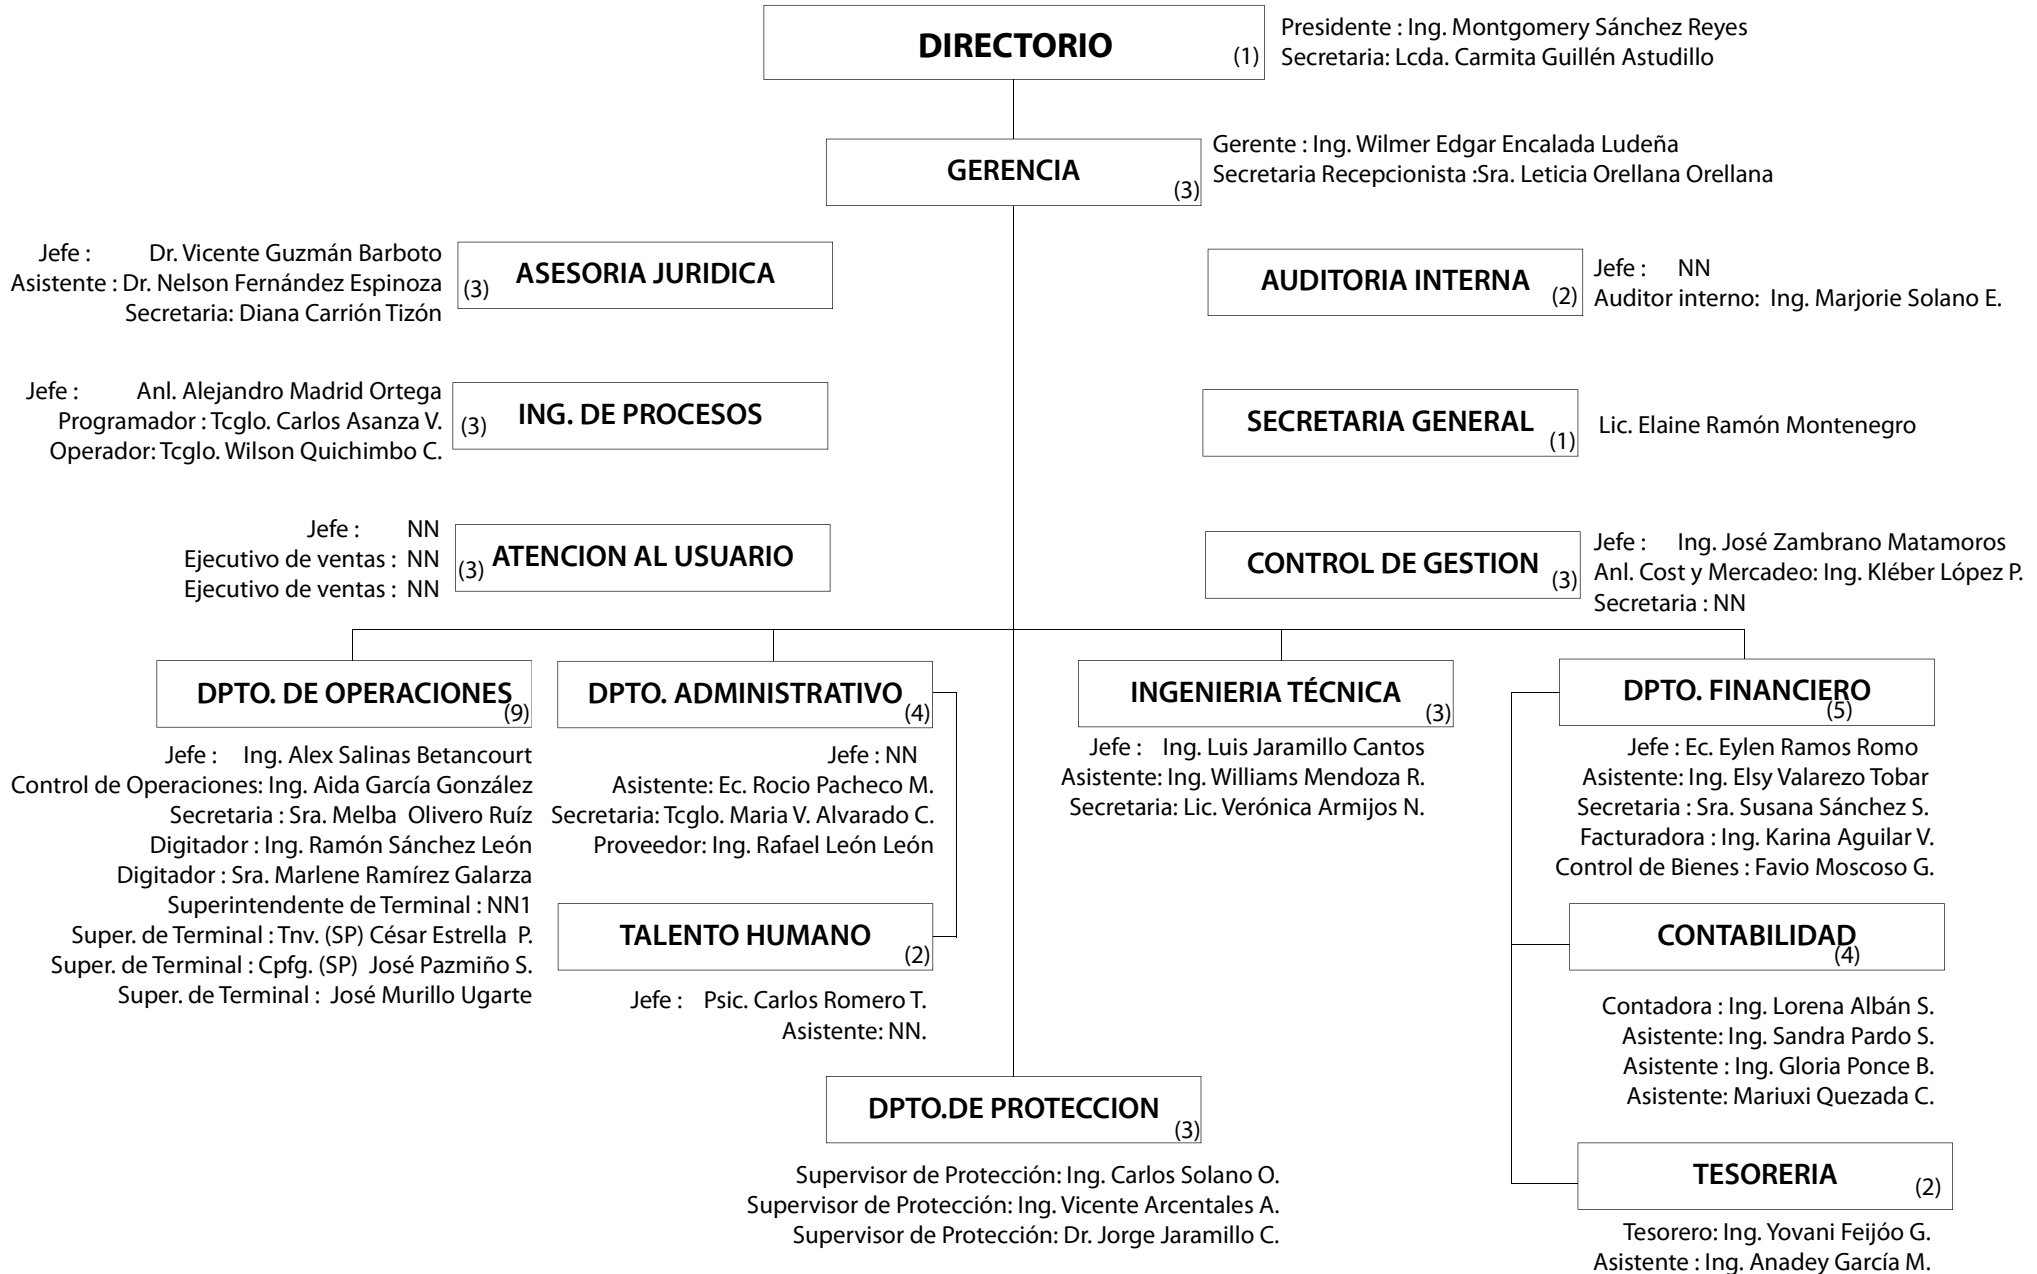 DIRECTORIO
(1)
Presidente : Ing. Montgomery Sánchez Reyes
Secretaria: Lcda. Carmita Guillén Astudillo
GERENCIA
(3)
Gerente : Ing. Wilmer Edgar Encalada Ludeña
Secretaria Recepcionista :Sra. Leticia Orellana Orellana
Jefe : Dr. Vicente Guzmán Barboto
Asistente : Dr. Nelson Fernández Espinoza
Secretaria: Diana Carrión Tizón
(3) ASESORIA JURIDICA
AUDITORIA INTERNA
(2)
Jefe : NN
Auditor interno: Ing. Marjorie Solano E.
Jefe : Anl. Alejandro Madrid Ortega
Programador : Tcglo. Carlos Asanza V.
Operador: Tcglo. Wilson Quichimbo C.
(3) ING. DE PROCESOS
SECRETARIA GENERAL
(1)
Lic. Elaine Ramón Montenegro
Jefe : NN
Ejecutivo de ventas : NN
Ejecutivo de ventas : NN
(3) ATENCION AL USUARIO
CONTROL DE GESTION
(3)
Jefe : Ing. José Zambrano Matamoros
Anl. Cost y Mercadeo: Ing. Kléber López P.
Secretaria : NN
DPTO. DE OPERACIONES
(9)
Jefe : Ing. Alex Salinas Betancourt
Control de Operaciones: Ing. Aida García González
Secretaria : Sra. Melba Olivero Ruíz
Digitador : Ing. Ramón Sánchez León
Digitador : Sra. Marlene Ramírez Galarza
Superintendente de Terminal : NN1
Super. de Terminal : Tnv. (SP) César Estrella P.
Super. de Terminal : Cpfg. (SP) José Pazmiño S.
Super. de Terminal : José Murillo Ugarte
DPTO. ADMINISTRATIVO
(4)
Jefe : NN
Asistente: Ec. Rocio Pacheco M.
Secretaria: Tcglo. Maria V. Alvarado C.
Proveedor: Ing. Rafael León León
TALENTO HUMANO
(2)
Jefe : Psic. Carlos Romero T.
Asistente: NN.
INGENIERIA TÉCNICA
(3)
Jefe : Ing. Luis Jaramillo Cantos
Asistente: Ing. Williams Mendoza R.
Secretaria: Lic. Verónica Armijos N.
DPTO. FINANCIERO
(5)
Jefe : Ec. Eylen Ramos Romo
Asistente: Ing. Elsy Valarezo Tobar
Secretaria : Sra. Susana Sánchez S.
Facturadora : Ing. Karina Aguilar V.
Control de Bienes : Favio Moscoso G.
CONTABILIDAD
(4)
Contadora : Ing. Lorena Albán S.
Asistente: Ing. Sandra Pardo S.
Asistente : Ing. Gloria Ponce B.
Asistente: Mariuxi Quezada C.
DPTO.DE PROTECCION
(3)
Supervisor de Protección: Ing. Carlos Solano O.
Supervisor de Protección: Ing. Vicente Arcentales A.
Supervisor de Protección: Dr. Jorge Jaramillo C.
TESORERIA
(2)
Tesorero: Ing. Yovani Feijóo G.
Asistente : Ing. Anadey García M.